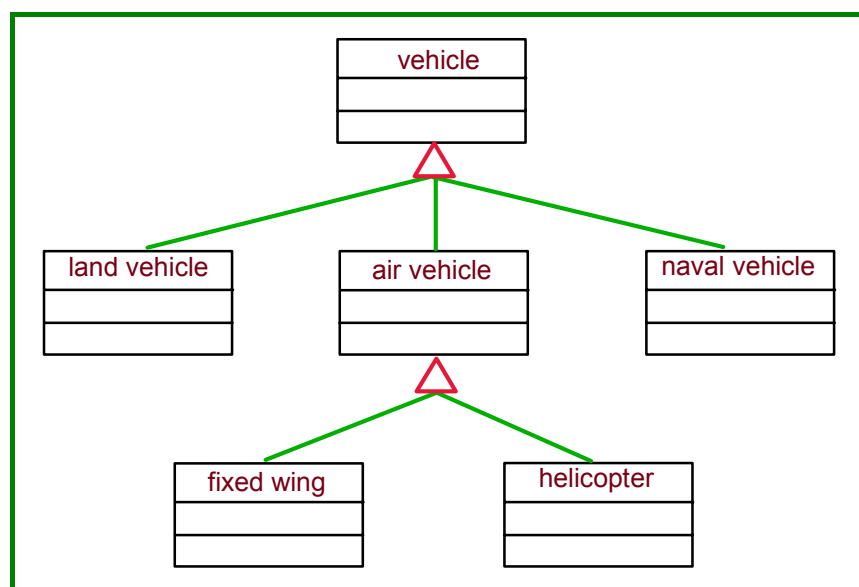 vehicle
land vehicle
air vehicle
naval vehicle
fixed wing
helicopter